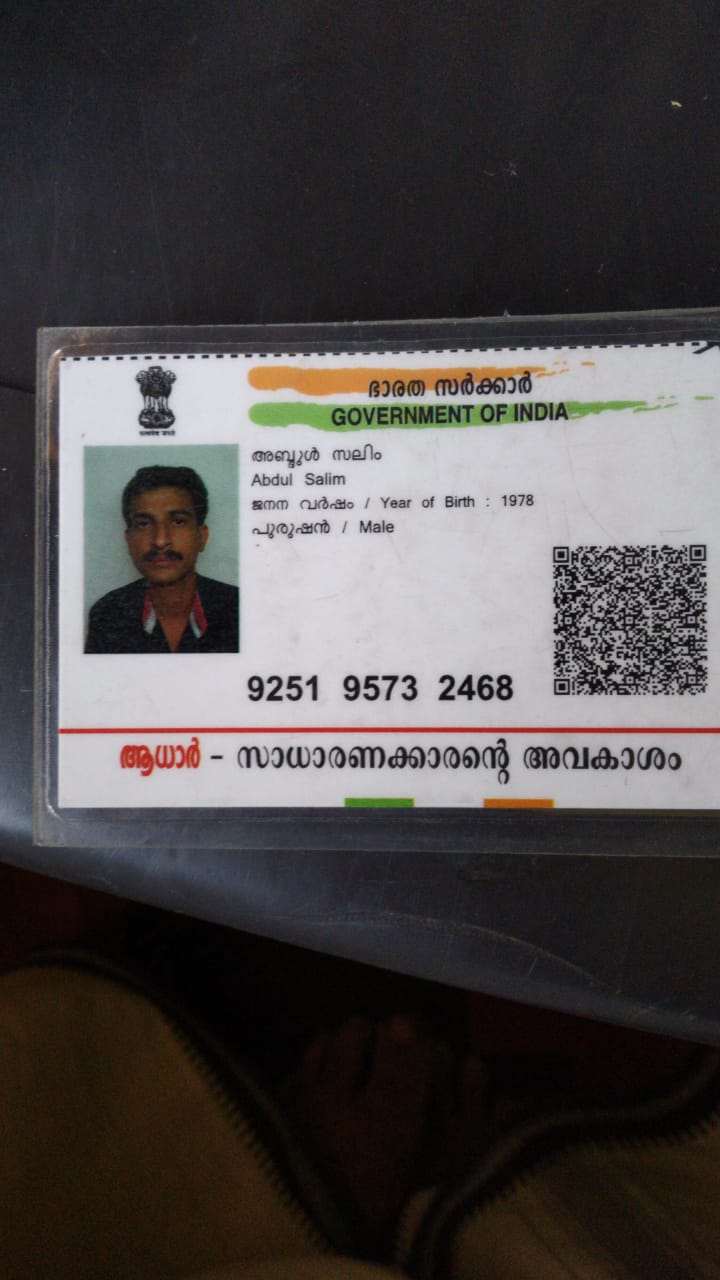 ഭാരത സർക്കാർ
GOVERNMENT OF INDIA
അബ്ദുൾ സലിം
Abdul Salim
ജനന വർഷം / Year of Birth : 1978
പുരുഷൻ / Male
9251 9573 2468
ആധാർ - സാധാരണക്കാരന്റെ അവകാശം